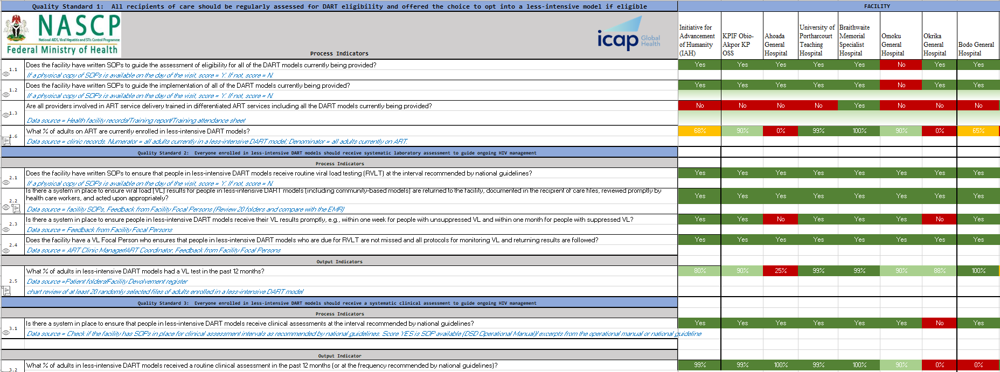 Quality Standard 1: All recipients of care should be regularly assessed for DART eligibility and offered the choice to opt into a less-intensive model if eligible
FACILITY
NASCP
National AIDS, Viral Hepatitis and STIs Control Programme
Federal Ministry of Health
icap Global Health
Process Indicators
Initiative for Advancement of Humanity (IAH)
KPIF Obio-Akpor KP OSS
Ahoada General Hospital
University of Portharcourt Teaching Hospital
Braithwaite Memorial Specialist Hospital
Omoku General Hospital
Okrika General Hospital
Bodo General Hospital
1.1 Does the facility have written SOPs to guide the assessment of eligibility for all of the DART models currently being provided? Yes Yes Yes Yes Yes No Yes Yes
If a physical copy of SOPs is available on the day of the visit, score = Y. If not, score = N.
1.2 Does the facility have written SOPs to guide the implementation of all of the DART models currently being provided? Yes Yes Yes Yes Yes No Yes Yes
If a physical copy of SOPs is available on the day of the visit, score = Y. If not, score = N.
1.3 Are all providers involved in ART service delivery trained in differentiated ART services including all the DART models currently being provided? No No No No Yes No No No
Data source = Health facility records/Training report/Training attendance sheet
1.6 What % of adults on ART are currently enrolled in less-intensive DART models? 68% 90% 0% 99% 100% 90% 0% 65%
Data source = clinic records. Numerator = all adults currently in a less-intensive DART model; Denominator = all adults currently on ART.
Quality Standard 2: Everyone enrolled in less-intensive DART models should receive systematic laboratory assessment to guide ongoing HIV management
Process Indicators
2.1 Does the facility have written SOPs to ensure that people in less-intensive DART models receive routine viral load testing (RVLT) at the interval recommended by national guidelines? Yes Yes Yes Yes Yes Yes Yes Yes
If a physical copy of SOPs is available on the day of the visit, score = Y. If not, score = N.
2.2 Is there a system in place to ensure viral load (VL) results for people in less-intensive DART models (including community-based models) are returned to the facility, documented in the recipient of care files, reviewed promptly by
health care workers, and acted upon appropriately? Yes Yes Yes Yes Yes Yes Yes Yes
Data source = facility SOPs, Feedback from Facility Focal Persons (Review 20 folders and compare with the EMR)
2.3 Is there a system in place to ensure people in less-intensive DART models receive their VL results promptly, e.g., within one week for people with unsuppressed VL and within one month for people with suppressed VL? Yes Yes No Yes Yes Yes No Yes
Data source = Feedback from Facility Focal Persons
2.4 Does the facility have a VL Focal Person who ensures that people in less-intensive DART models who are due for RVLT are not missed and all protocols for monitoring VL and returning results are followed? Yes Yes Yes Yes Yes Yes Yes Yes
Data source = ART Clinic Manager/ART Coordinator, Feedback from Facility Focal Persons
Output Indicators
2.5 What % of adults in less-intensive DART models had a VL test in the past 12 months? 80% 90% 25% 99% 99% 90% 88% 100%
Data source =Patient folders/Facility Devolvement register
chart review of at least 20 randomly selected files of adults enrolled in a less-intensive DART model
Quality Standard 3: Everyone enrolled in less-intensive DART models should receive a systematic clinical assessment to guide ongoing HIV management
Process Indicators
3.1 Is there a system in place to ensure that people in less-intensive DART models receive clinical assessments at the interval recommended by national guidelines? Yes Yes Yes Yes Yes Yes No Yes
Data source = Check if the facility has SOPs in place for clinical assessment intervals as recommended by national guidelines. Score YES is SOP available (DSD Operational Manual)/ excerpts from the operational manual or national guideline
Output Indicator
3.2 What % of adults in less-intensive DART models received a routine clinical assessment in the past 12 months (or at the frequency recommended by national guidelines)? 99% 99% 100% 99% 100% 90% 0% 0%